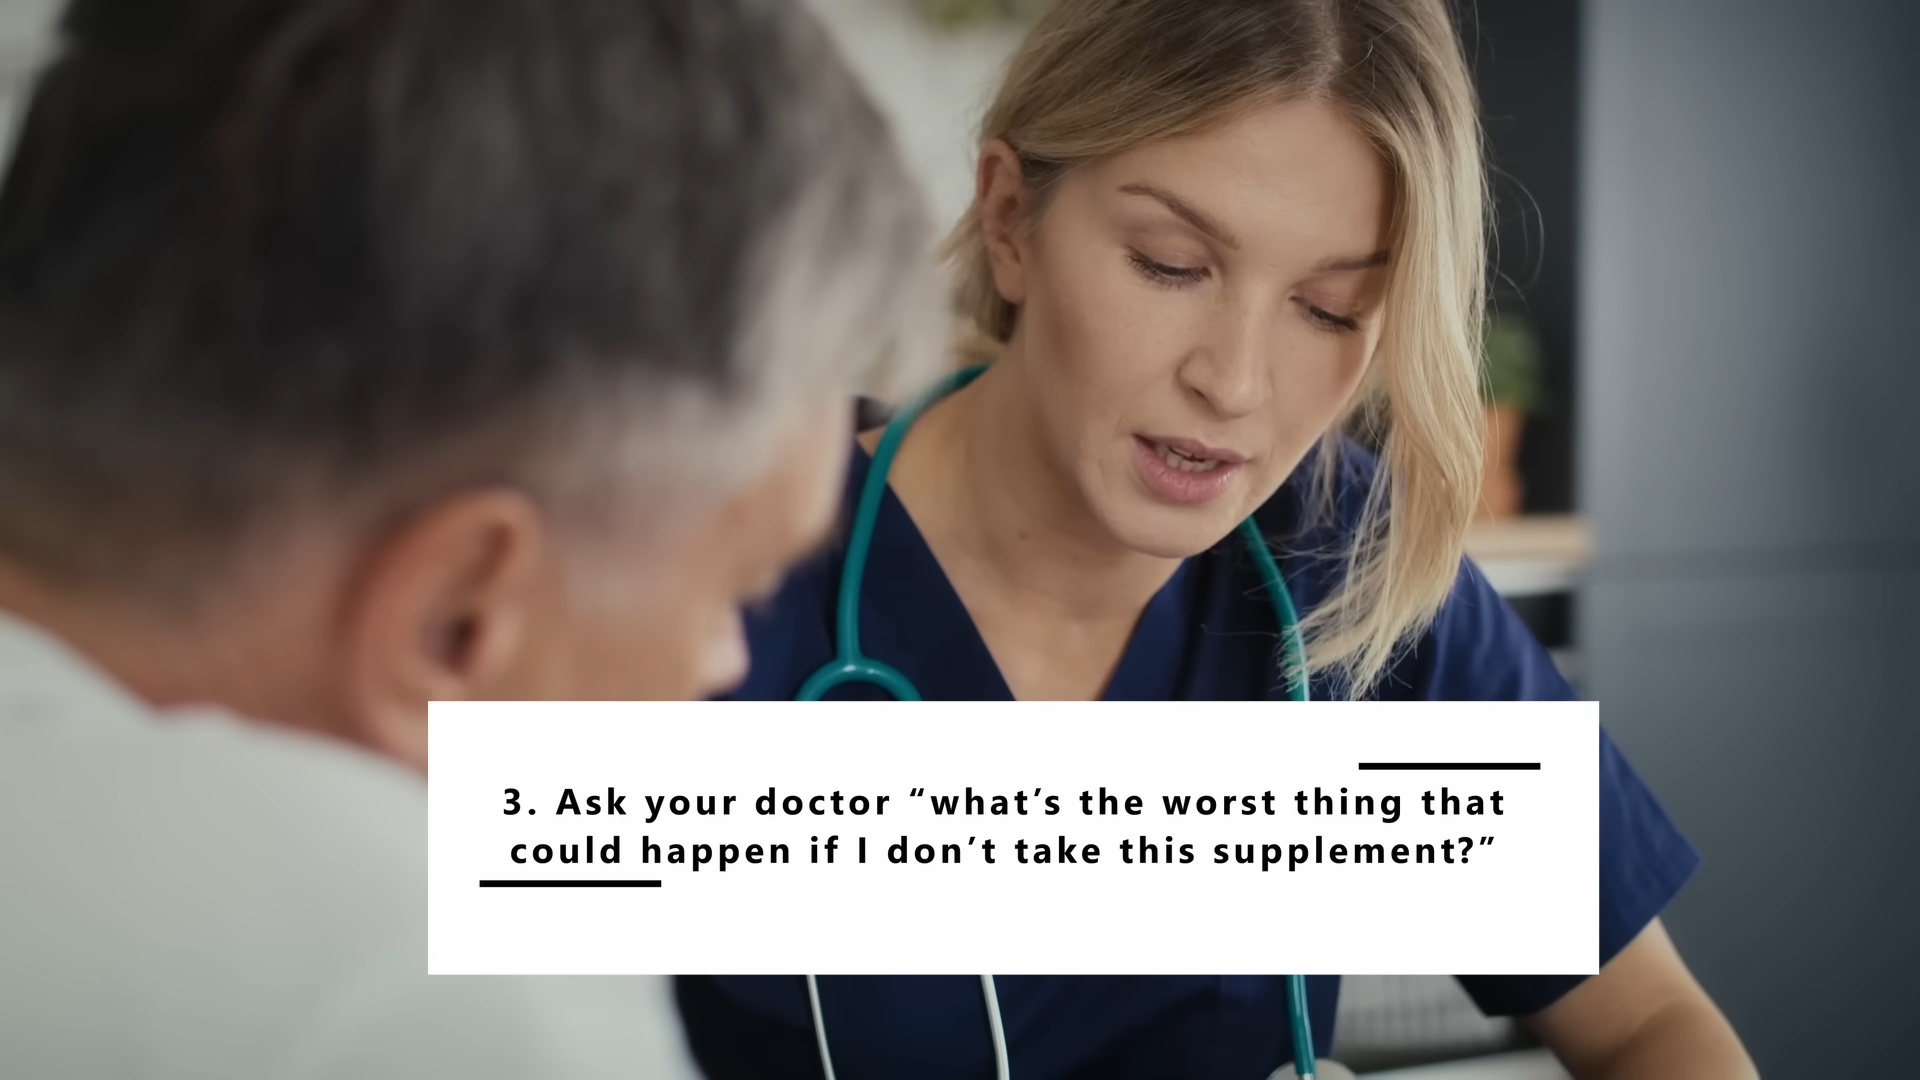 3. Ask your doctor “what’s the worst thing that
could happen if I don’t take this supplement?”